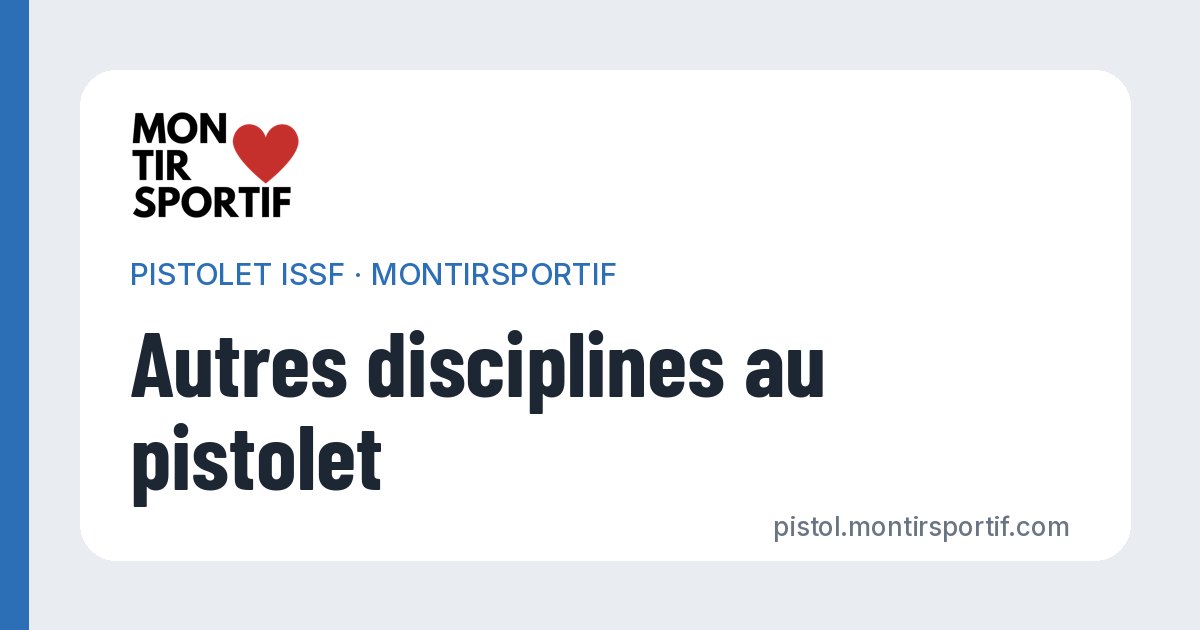 MON
TIR
SPORTIF
PISTOLET ISSF · MONTIRSPORTIF
Autres disciplines au
pistolet
pistol.montirsportif.com